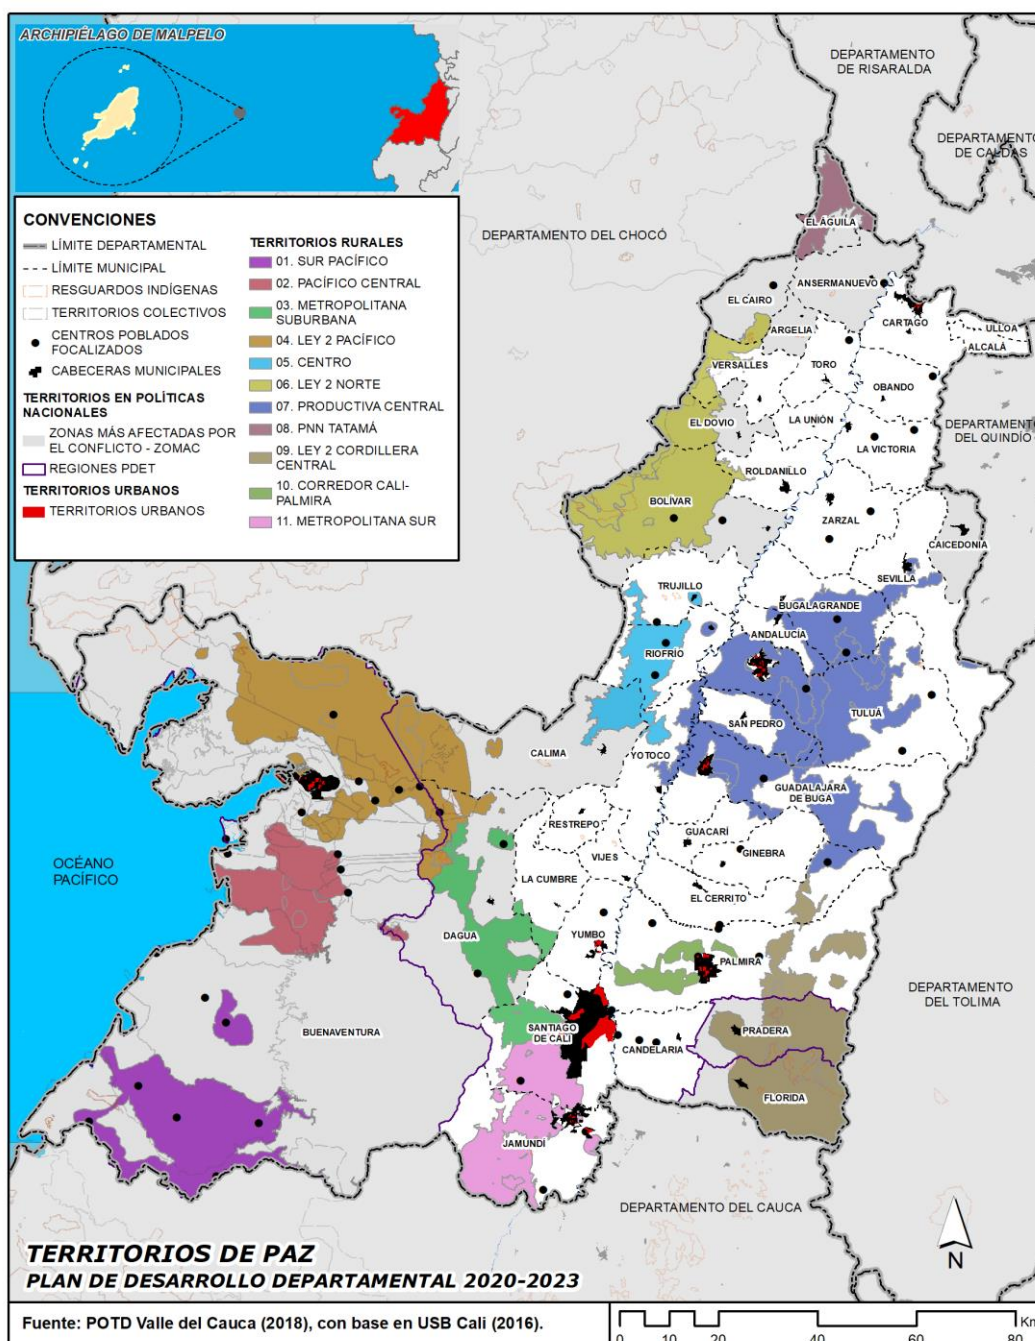 ARCHIPIÉLAGO DE MALPELO
CONVENCIONES
LÍMITE DEPARTAMENTAL
LÍMITE MUNICIPAL
RESGUARDOS INDÍGENAS
TERRITORIOS COLECTIVOS
CENTROS POBLADOS
FOCALIZADOS
CABECERAS MUNICIPALES
TERRITORIOS EN POLÍTICAS
NACIONALES
ZONAS MÁS AFECTADAS POR
EL CONFLICTO - ZOMAC
REGIONES PDET
TERRITORIOS URBANOS
TERRITORIOS URBANOS
TERRITORIOS RURALES
01. SUR PACÍFICO
02. PACÍFICO CENTRAL
03. METROPOLITANA
SUBURBANA
04. LEY 2 PACÍFICO
05. CENTRO
06. LEY 2 NORTE
07. PRODUCTIVA CENTRAL
08. PNN TATAMÁ
09. LEY 2 CORDILLERA
CENTRAL
10. CORREDOR CALI-
PALMIRA
11. METROPOLITANA SUR
DEPARTAMENTO
DE RISARALDA
DEPARTAMENTO
DE CALDAS
DEPARTAMENTO DEL CHOCÓ
EL ÁGUILA
ANSERMANUEVO
EL CAIRO
CARTAGO
ULLOA
ARGELIA
ALCALÁ
VERSALLES
TORO
OBANDO
EL DOVIO
LA UNIÓN
DEPARTAMENTO
DEL QUINDÍO
LA VICTORIA
ROLDANILLO
BOLÍVAR
ZARZAL
CAICEDONIA
SEVILLA
TRUJILLO
BUGALAGRANDE
ANDALUCÍA
RIOFRÍO
TULUÁ
SAN PEDRO
CALIMA
YOTOCO
GUADALAJARA
DE BUGA
RESTREPO
GUACARÍ
VIJES
GINEBRA
OCÉANO
PACÍFICO
LA CUMBRE
EL CERRITO
DAGUA
YUMBO
PALMIRA
DEPARTAMENTO
DEL TOLIMA
BUENAVENTURA
SANTIAGO
DE CALI
CANDELARIA
PRADERA
FLORIDA
JAMUNDÍ
DEPARTAMENTO DEL CAUCA
N
TERRITORIOS DE PAZ
PLAN DE DESARROLLO DEPARTAMENTAL 2020-2023
Fuente: POTD Valle del Cauca (2018), con base en USB Cali (2016).
0 10 20 40 60 80